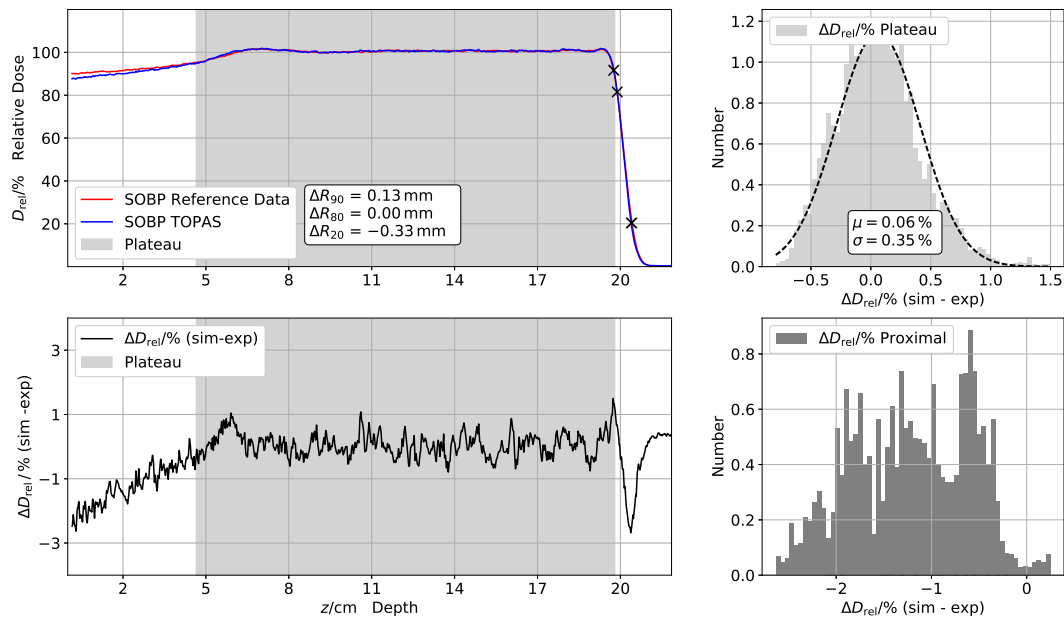 D_rel/% Relative Dose
100
80
60
40
20
SOBP Reference Data
SOBP TOPAS
Plateau
ΔR_90 = 0.13 mm
ΔR_80 = 0.00 mm
ΔR_20 = −0.33 mm
2 5 8 11 14 17 20
Number
1.2
1.0
0.8
0.6
0.4
0.2
0.0
ΔD_rel/% Plateau
μ = 0.06 %
σ = 0.35 %
−0.5 0.0 0.5 1.0 1.5
ΔD_rel/% (sim - exp)
ΔD_rel/% (sim -exp)
3
1
−1
−3
ΔD_rel/% (sim-exp)
Plateau
2 5 8 11 14 17 20
z/cm Depth
Number
0.8
0.6
0.4
0.2
0.0
ΔD_rel/% Proximal
−2 −1 0
ΔD_rel/% (sim - exp)